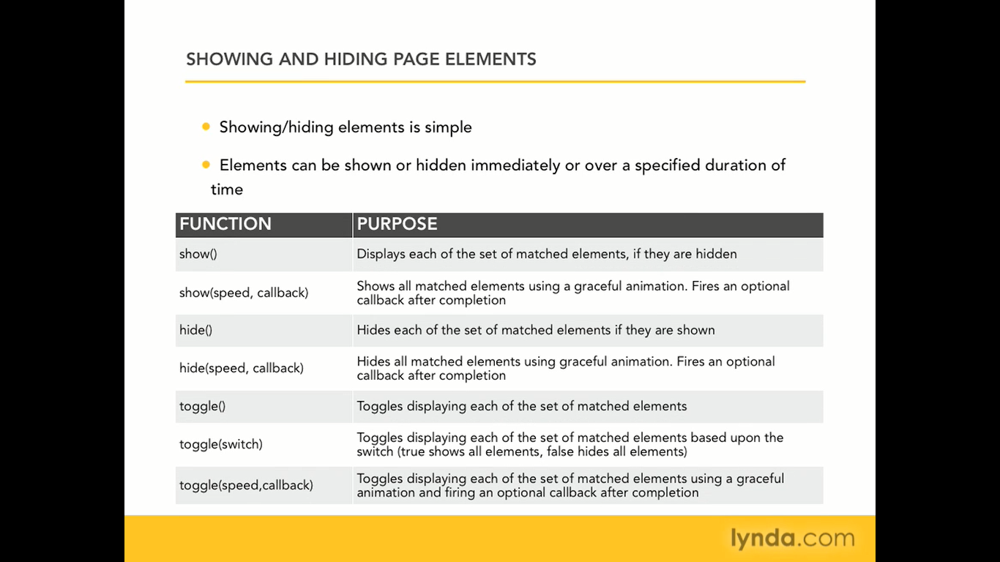 SHOWING AND HIDING PAGE ELEMENTS
Showing/hiding elements is simple
Elements can be shown or hidden immediately or over a specified duration of
time
FUNCTION PURPOSE
show() Displays each of the set of matched elements, if they are hidden
show(speed, callback) Shows all matched elements using a graceful animation. Fires an optional
callback after completion
hide() Hides each of the set of matched elements if they are shown
hide(speed, callback) Hides all matched elements using graceful animation. Fires an optional
callback after completion
toggle() Toggles displaying each of the set of matched elements
toggle(switch) Toggles displaying each of the set of matched elements based upon the
switch (true shows all elements, false hides all elements)
toggle(speed,callback) Toggles displaying each of the set of matched elements using a graceful
animation and firing an optional callback after completion
lynda.com